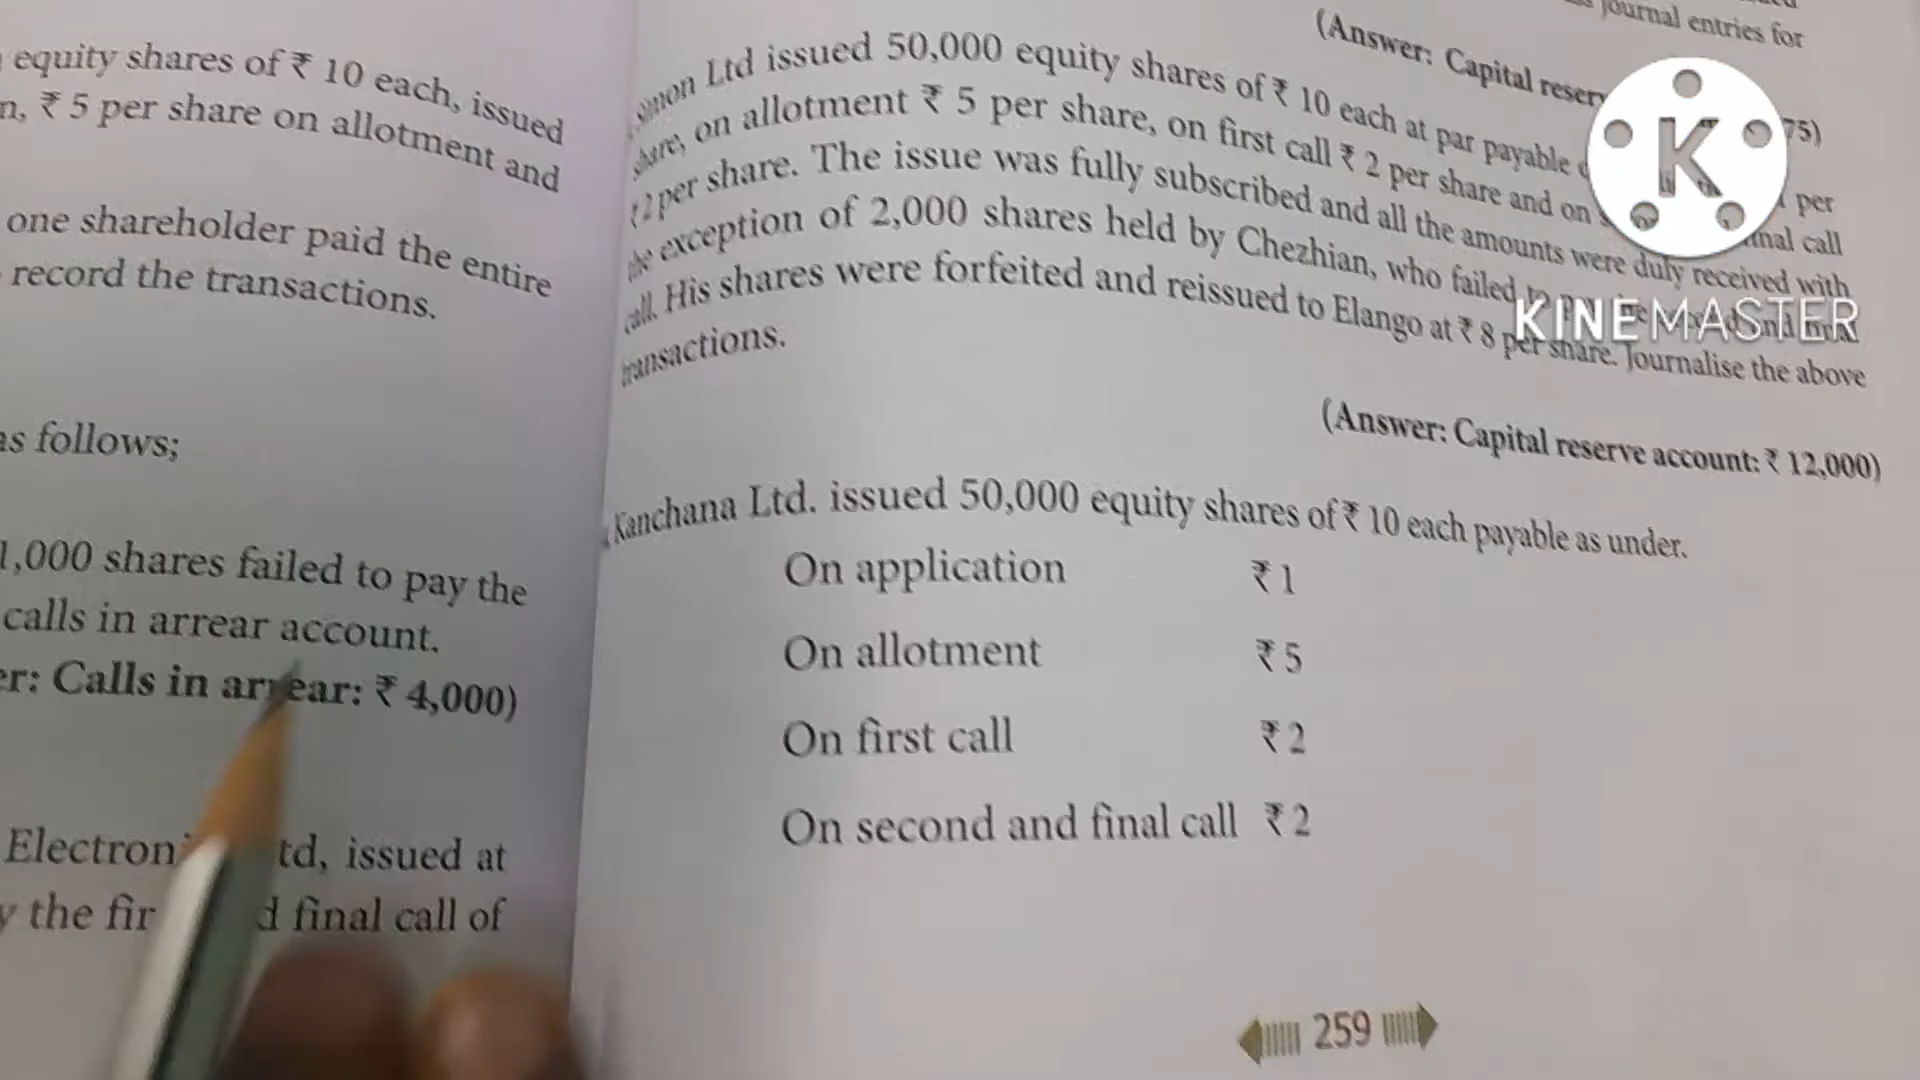 equity shares of ₹ 10 each, issued
₹ 5 per share on allotment and
one shareholder paid the entire
record the transactions.
as follows;
1,000 shares failed to pay the
calls in arrear account.
Calls in arrear: ₹ 4,000)
td, issued at
the fir d final call of
journal entries for
(Answer: Capital reser 75)
Simon Ltd issued 50,000 equity shares of ₹ 10 each at par payable per
share, on allotment ₹ 5 per share, on first call ₹ 2 per share and on final call
₹2 per share. The issue was fully subscribed and all the amounts were duly received with
the exception of 2,000 shares held by Chezhian, who failed to
call. His shares were forfeited and reissued to Elango at ₹ 8 per share. Journalise the above
transactions.
(Answer: Capital reserve account: ₹ 12,000)
Kanchana Ltd. issued 50,000 equity shares of ₹ 10 each payable as under.
On application ₹ 1
On allotment ₹ 5
On first call ₹ 2
On second and final call ₹ 2
259
K
KINEMASTER